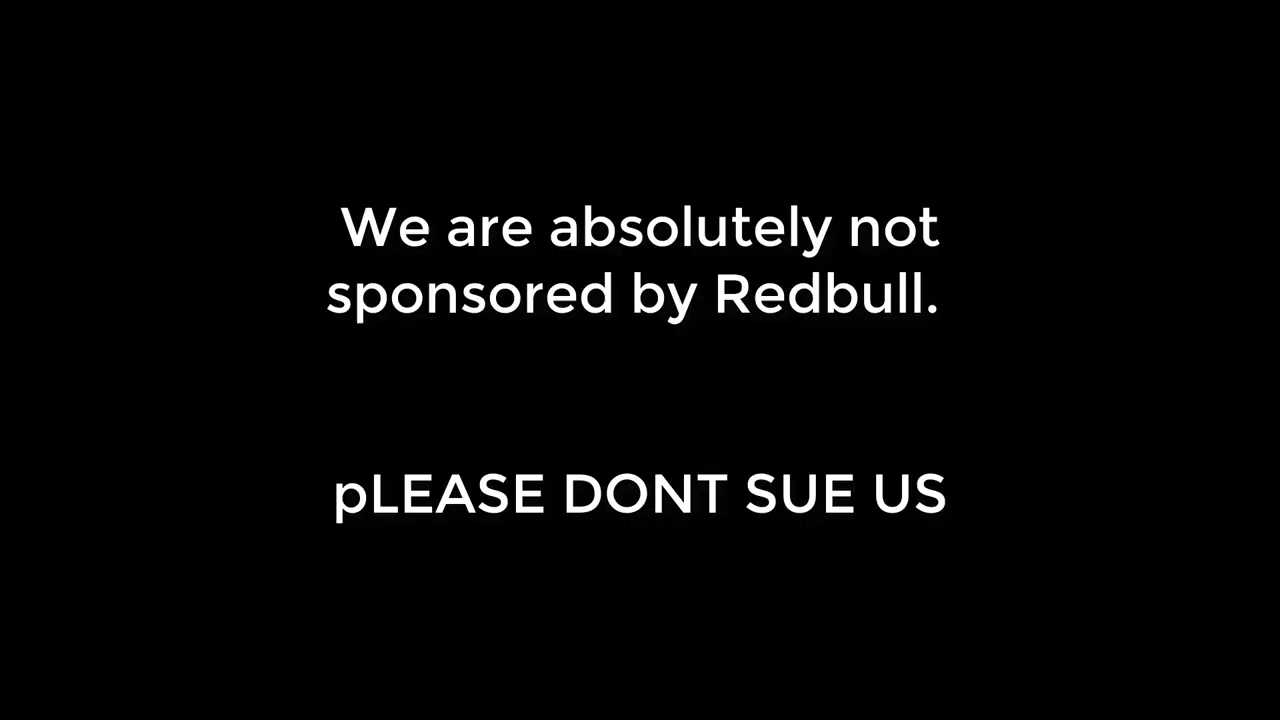 We are absolutely not
sponsored by Redbull.
pLEASE DONT SUE US